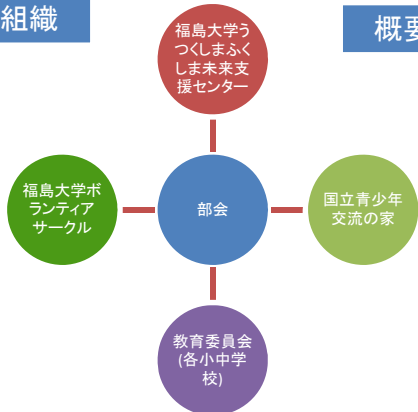 組織
概要
福島大学う
つくしまふく
しま未来支
援センター
福島大学ボ
ランティア
サークル
部会
国立青少年
交流の家
教育委員会
(各小中学
校)